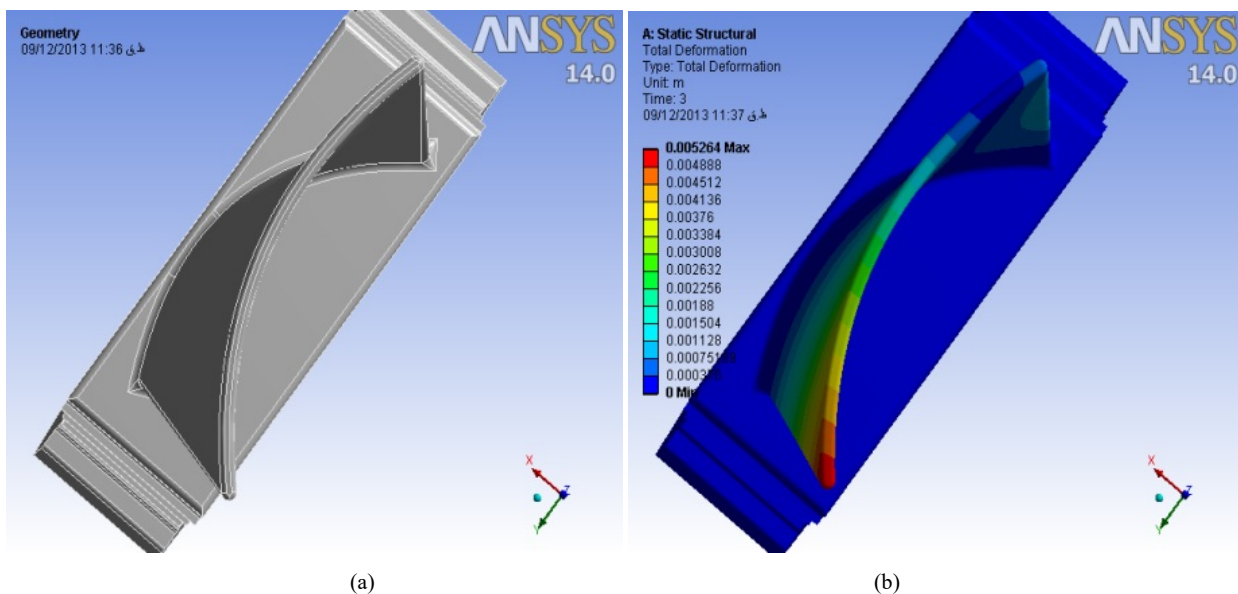 Geometry
09/12/2013 11:36 ظ.ق
ANSYS
14.0
X
Z
Y
(a)
A: Static Structural
Total Deformation
Type: Total Deformation
Unit: m
Time: 3
09/12/2013 11:37 ظ.ق
ANSYS
14.0
0.005264 Max
0.004888
0.004512
0.004136
0.00376
0.003384
0.003008
0.002632
0.002256
0.00188
0.001504
0.001128
0.0007519
0 Min
X
Z
Y
(b)